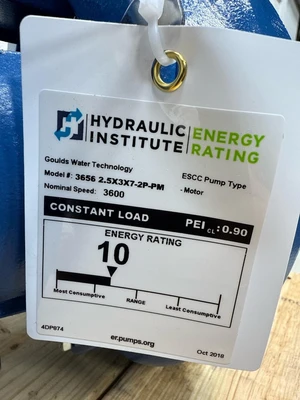 HYDRAULIC INSTITUTE | ENERGY RATING
Goulds Water Technology
ESCC Pump Type
Model #: 3656 2.5X3X7-2P-PM
- Motor
Nominal Speed: 3600
CONSTANT LOAD PEI CL : 0.90
ENERGY RATING
10
Most Consumptive RANGE Least Consumptive
4DP874
er.pumps.org
Oct 2018